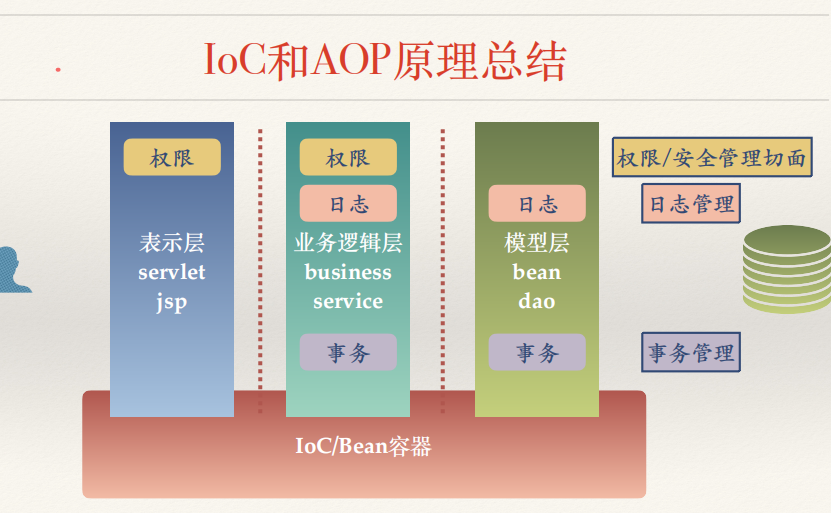 IoC和AOP原理总结
权限
权限
权限/安全管理切面
日志
日志
日志管理
表示层
servlet
jsp
业务逻辑层
business
service
模型层
bean
dao
事务
事务
事务管理
IoC/Bean容器